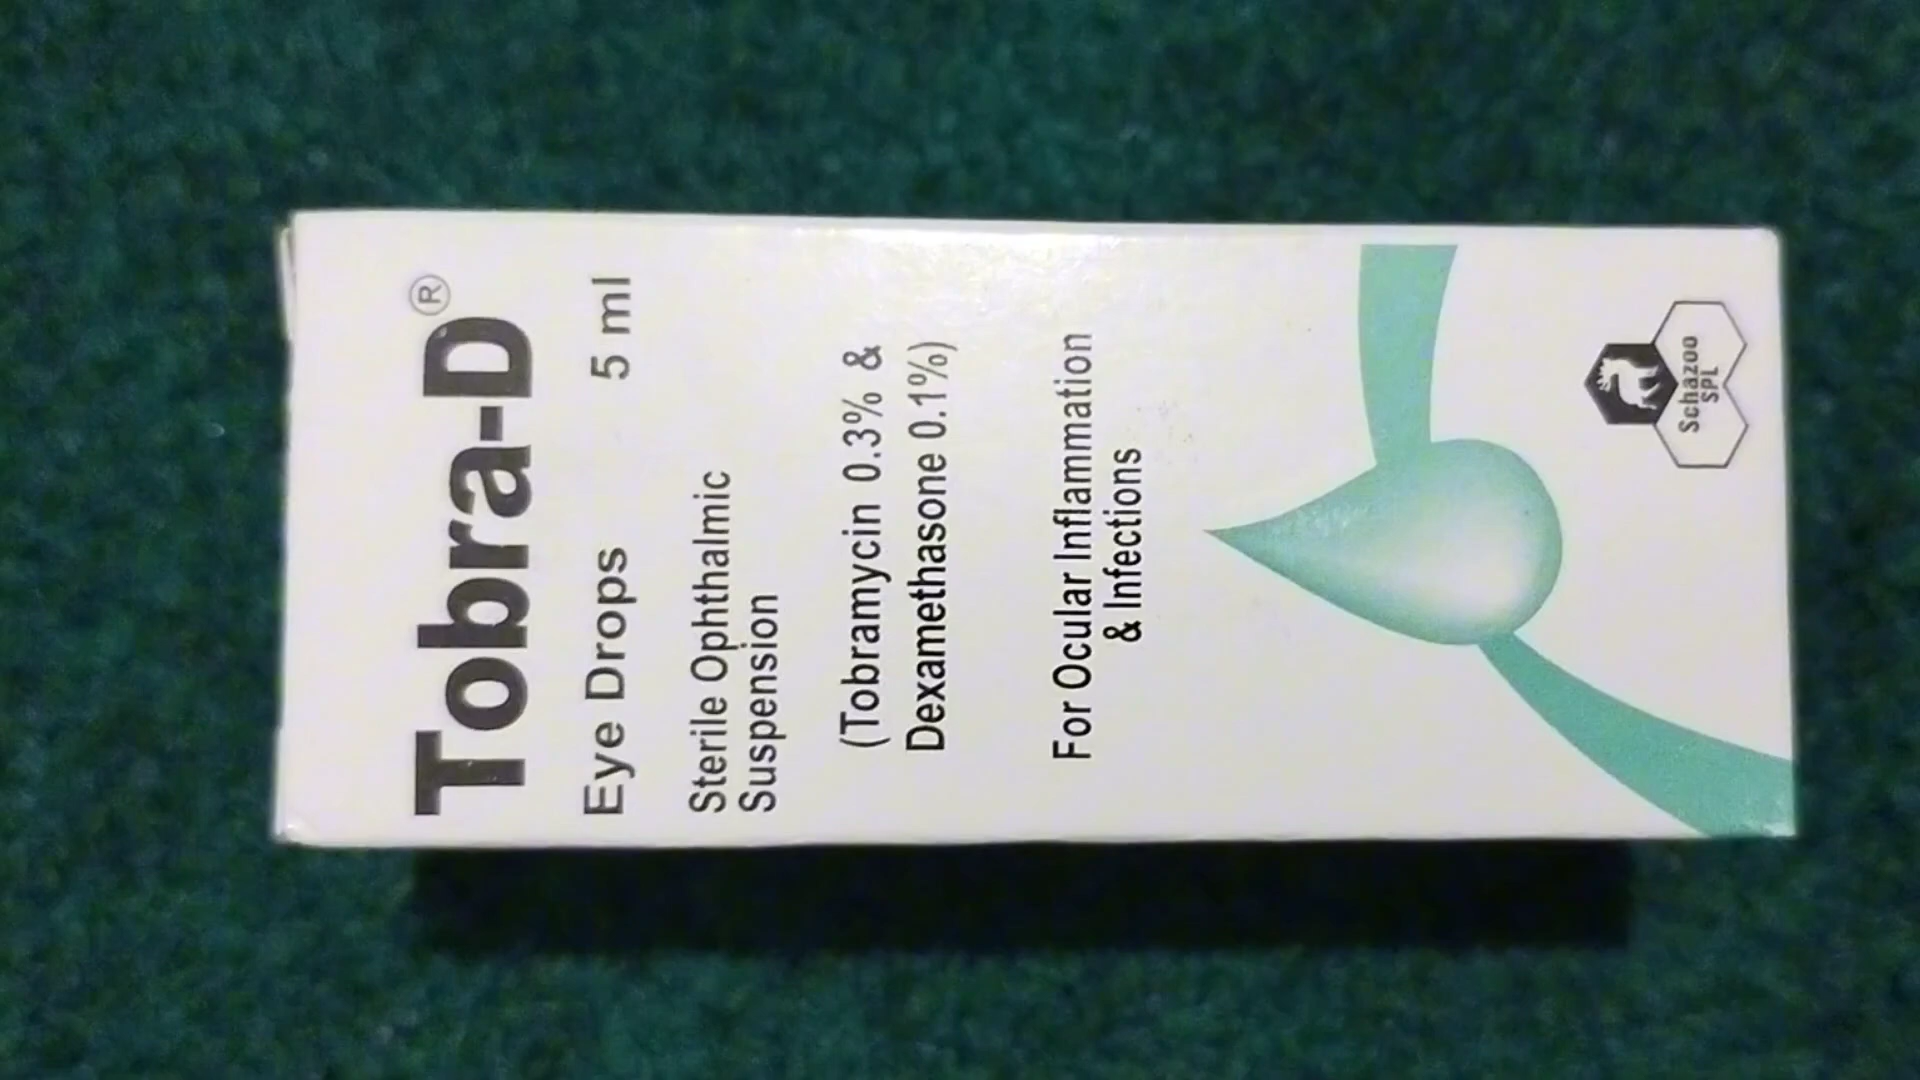 Tobra-D®
Eye Drops 5 ml
Sterile Ophthalmic
Suspension
(Tobramycin 0.3% &
Dexamethasone 0.1%)
For Ocular Inflammation
& Infections
Schazoo
SPL